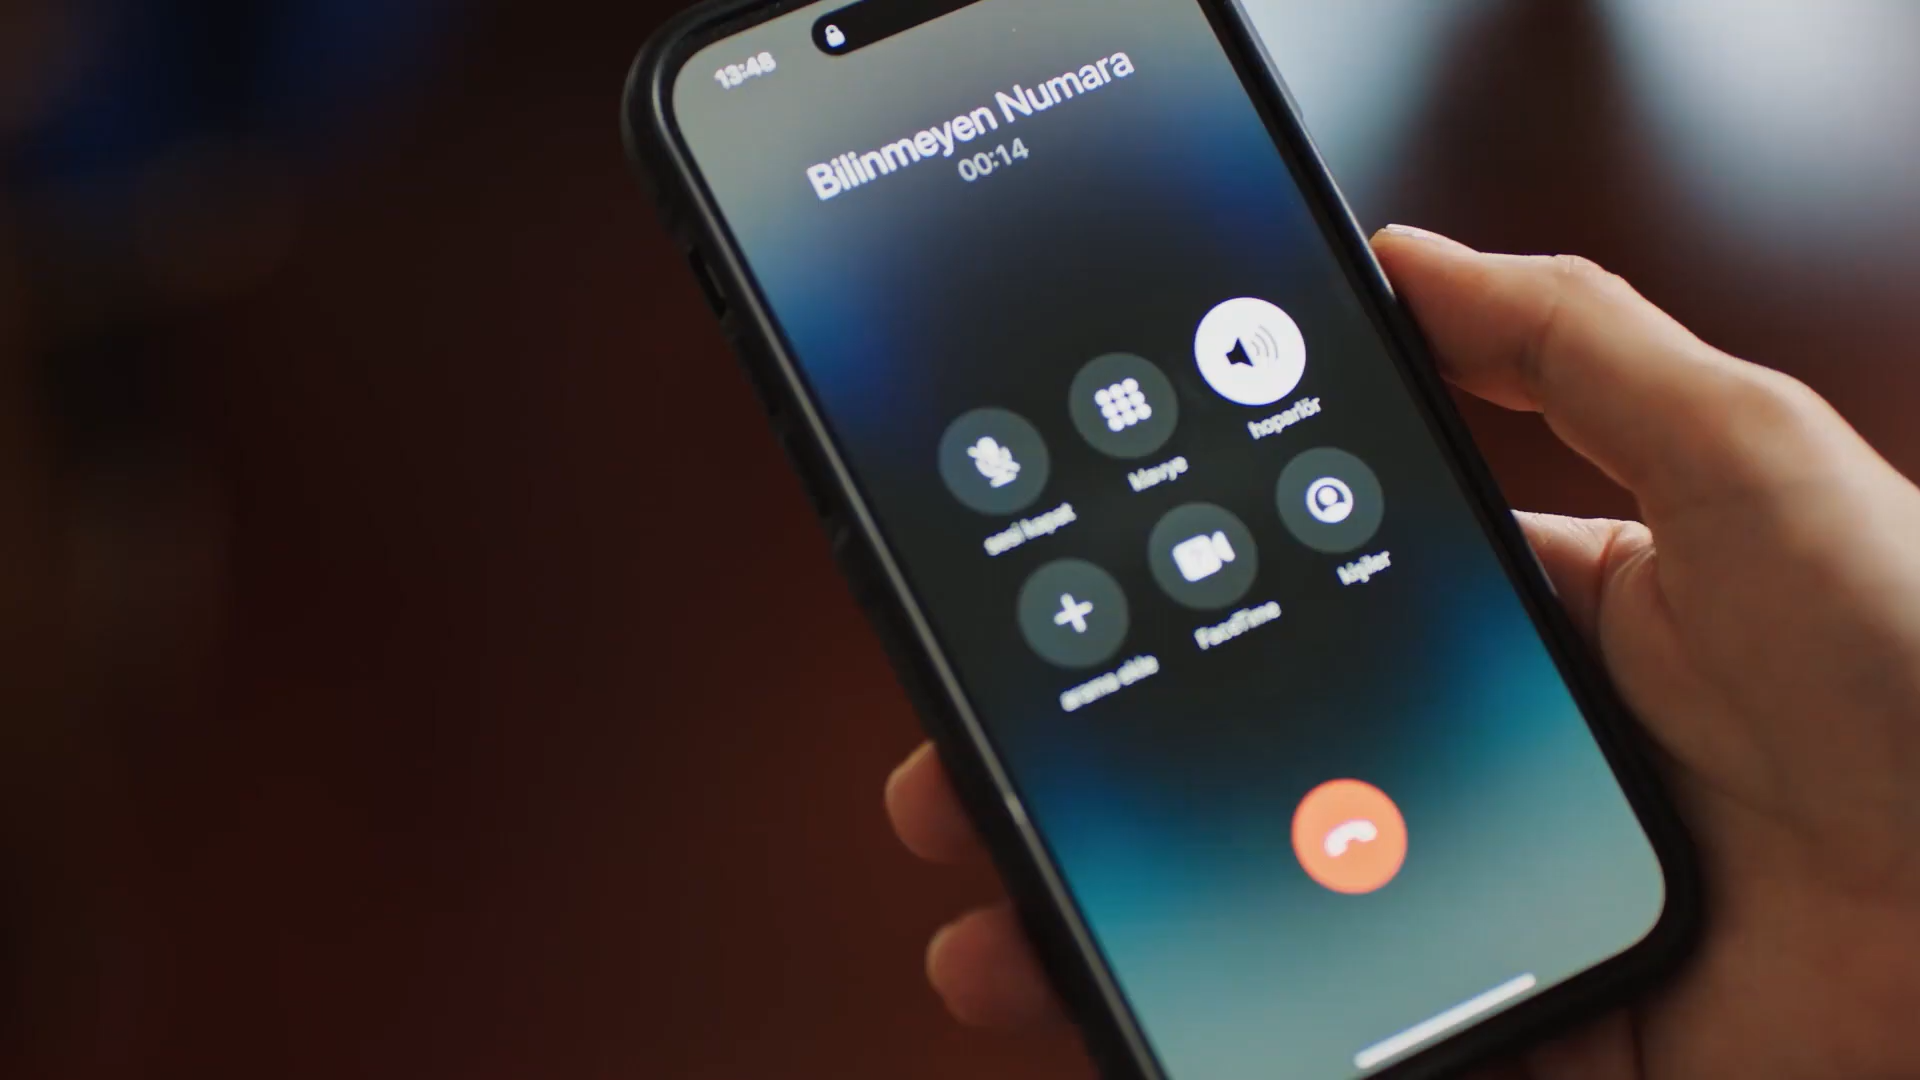 13:48
Bilinmeyen Numara
00:14
sesi kapat
klavye
hoparlör
arama ekle
FaceTime
kişiler